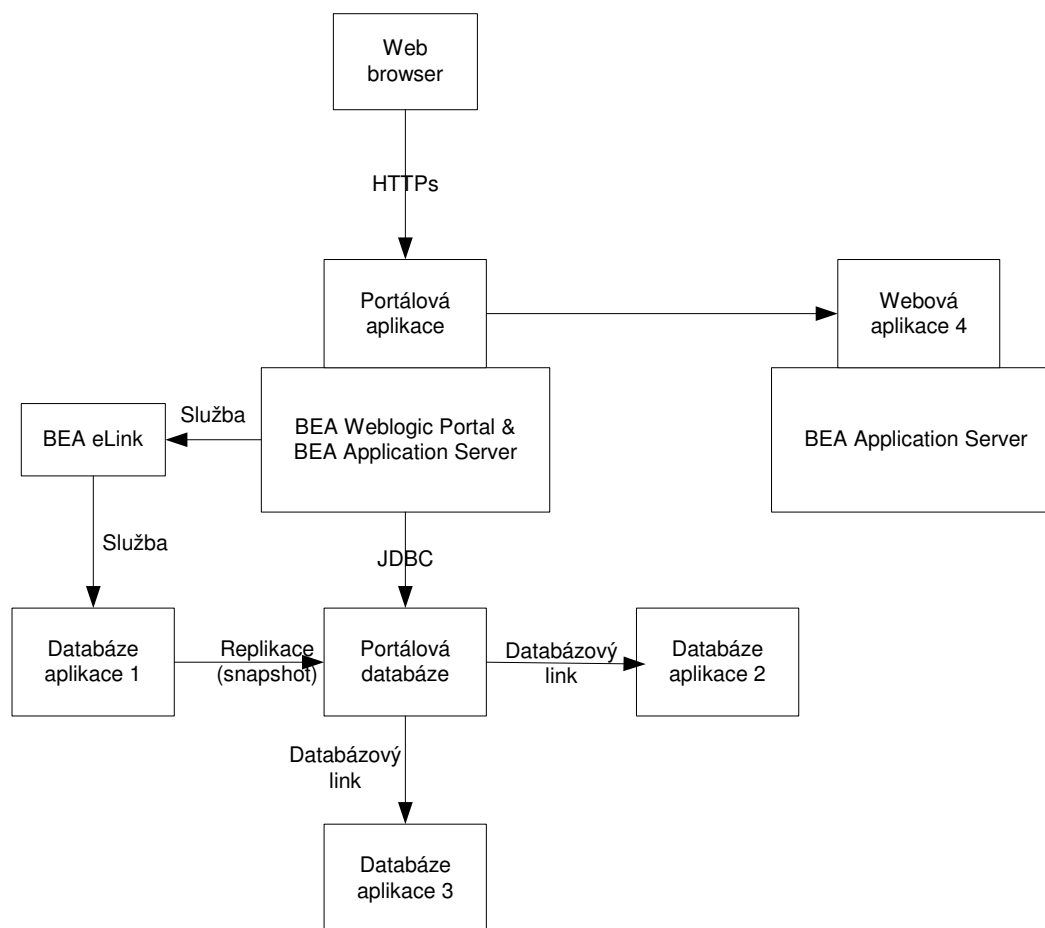 Web
browser
HTTPs
Portálová
aplikace
Webová
aplikace 4
Služba
BEA eLink
BEA Weblogic Portal &
BEA Application Server
BEA Application Server
Služba
JDBC
Databáze
aplikace 1
Replikace
(snapshot)
Portálová
databáze
Databázový
link
Databáze
aplikace 2
Databázový
link
Databáze
aplikace 3